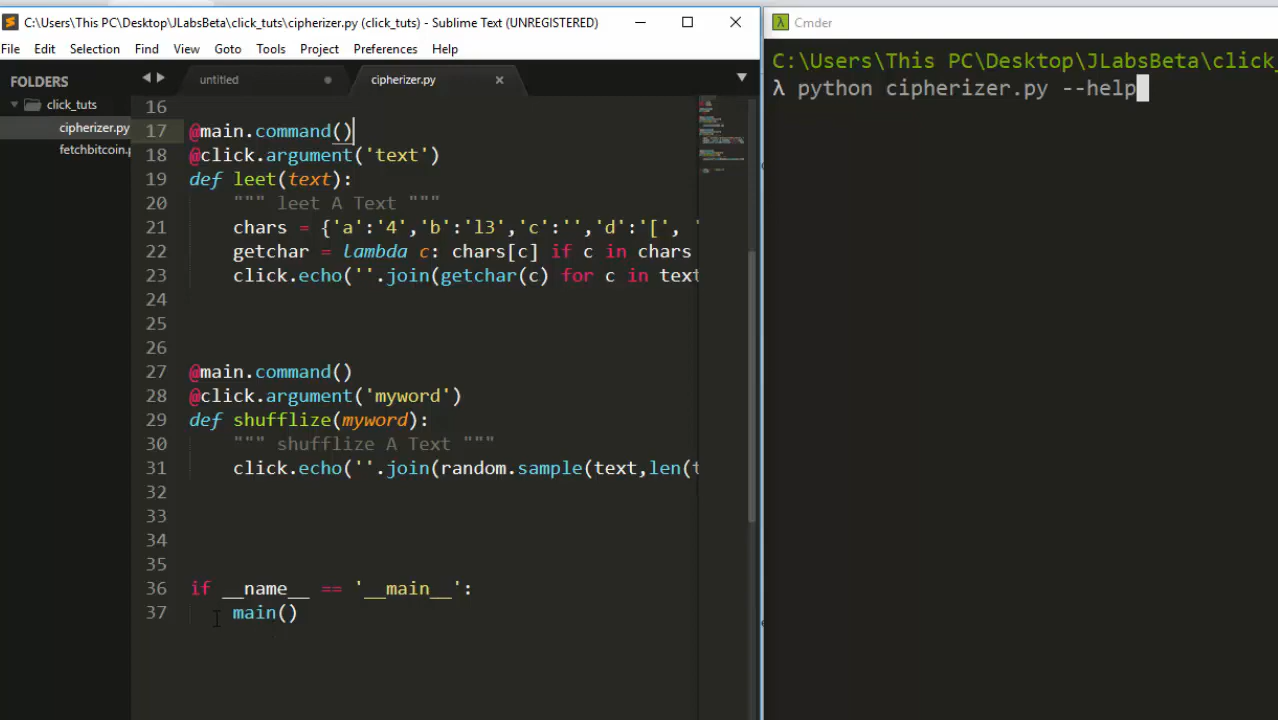 C:\Users\This PC\Desktop\JLabsBeta\click_tuts\cipherizer.py (click_tuts) - Sublime Text (UNREGISTERED)
File Edit Selection Find View Goto Tools Project Preferences Help
FOLDERS
click_tuts
cipherizer.py
fetchbitcoin.p
untitled
cipherizer.py
16
17 @main.command()
18 @click.argument('text')
19 def leet(text):
20 """ leet A Text """
21 chars = {'a':'4','b':'l3','c':'','d':'[', '
22 getchar = lambda c: chars[c] if c in chars
23 click.echo(''.join(getchar(c) for c in text
24
25
26
27 @main.command()
28 @click.argument('myword')
29 def shufflize(myword):
30 """ shufflize A Text """
31 click.echo(''.join(random.sample(text,len(t
32
33
34
35
36 if __name__ == '__main__':
37 main()
λ Cmder
C:\Users\This PC\Desktop\JLabsBeta\click_
λ python cipherizer.py --help